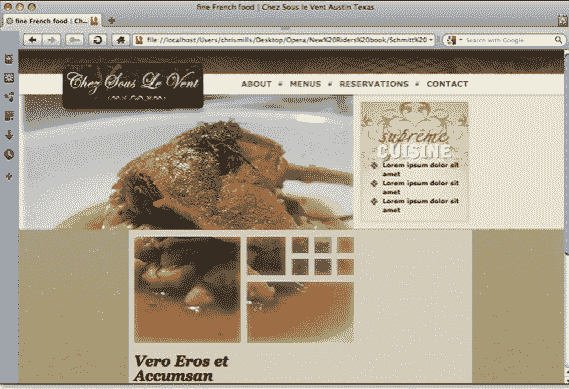 fine French food | Chez Sous le Vent Austin Texas
fine French food | Ch...
file://localhost/Users/chrismills/Desktop/Opera/New%20Riders%20book/Schmitt%20
Search with Google
Chez Sous Le Vent
ABOUT MENUS RESERVATIONS CONTACT
suprême
CUISINE
Lorem ipsum dolor sit
amet
Lorem ipsum dolor sit
amet
Lorem ipsum dolor sit
amet
Vero Eros et
Accumsan